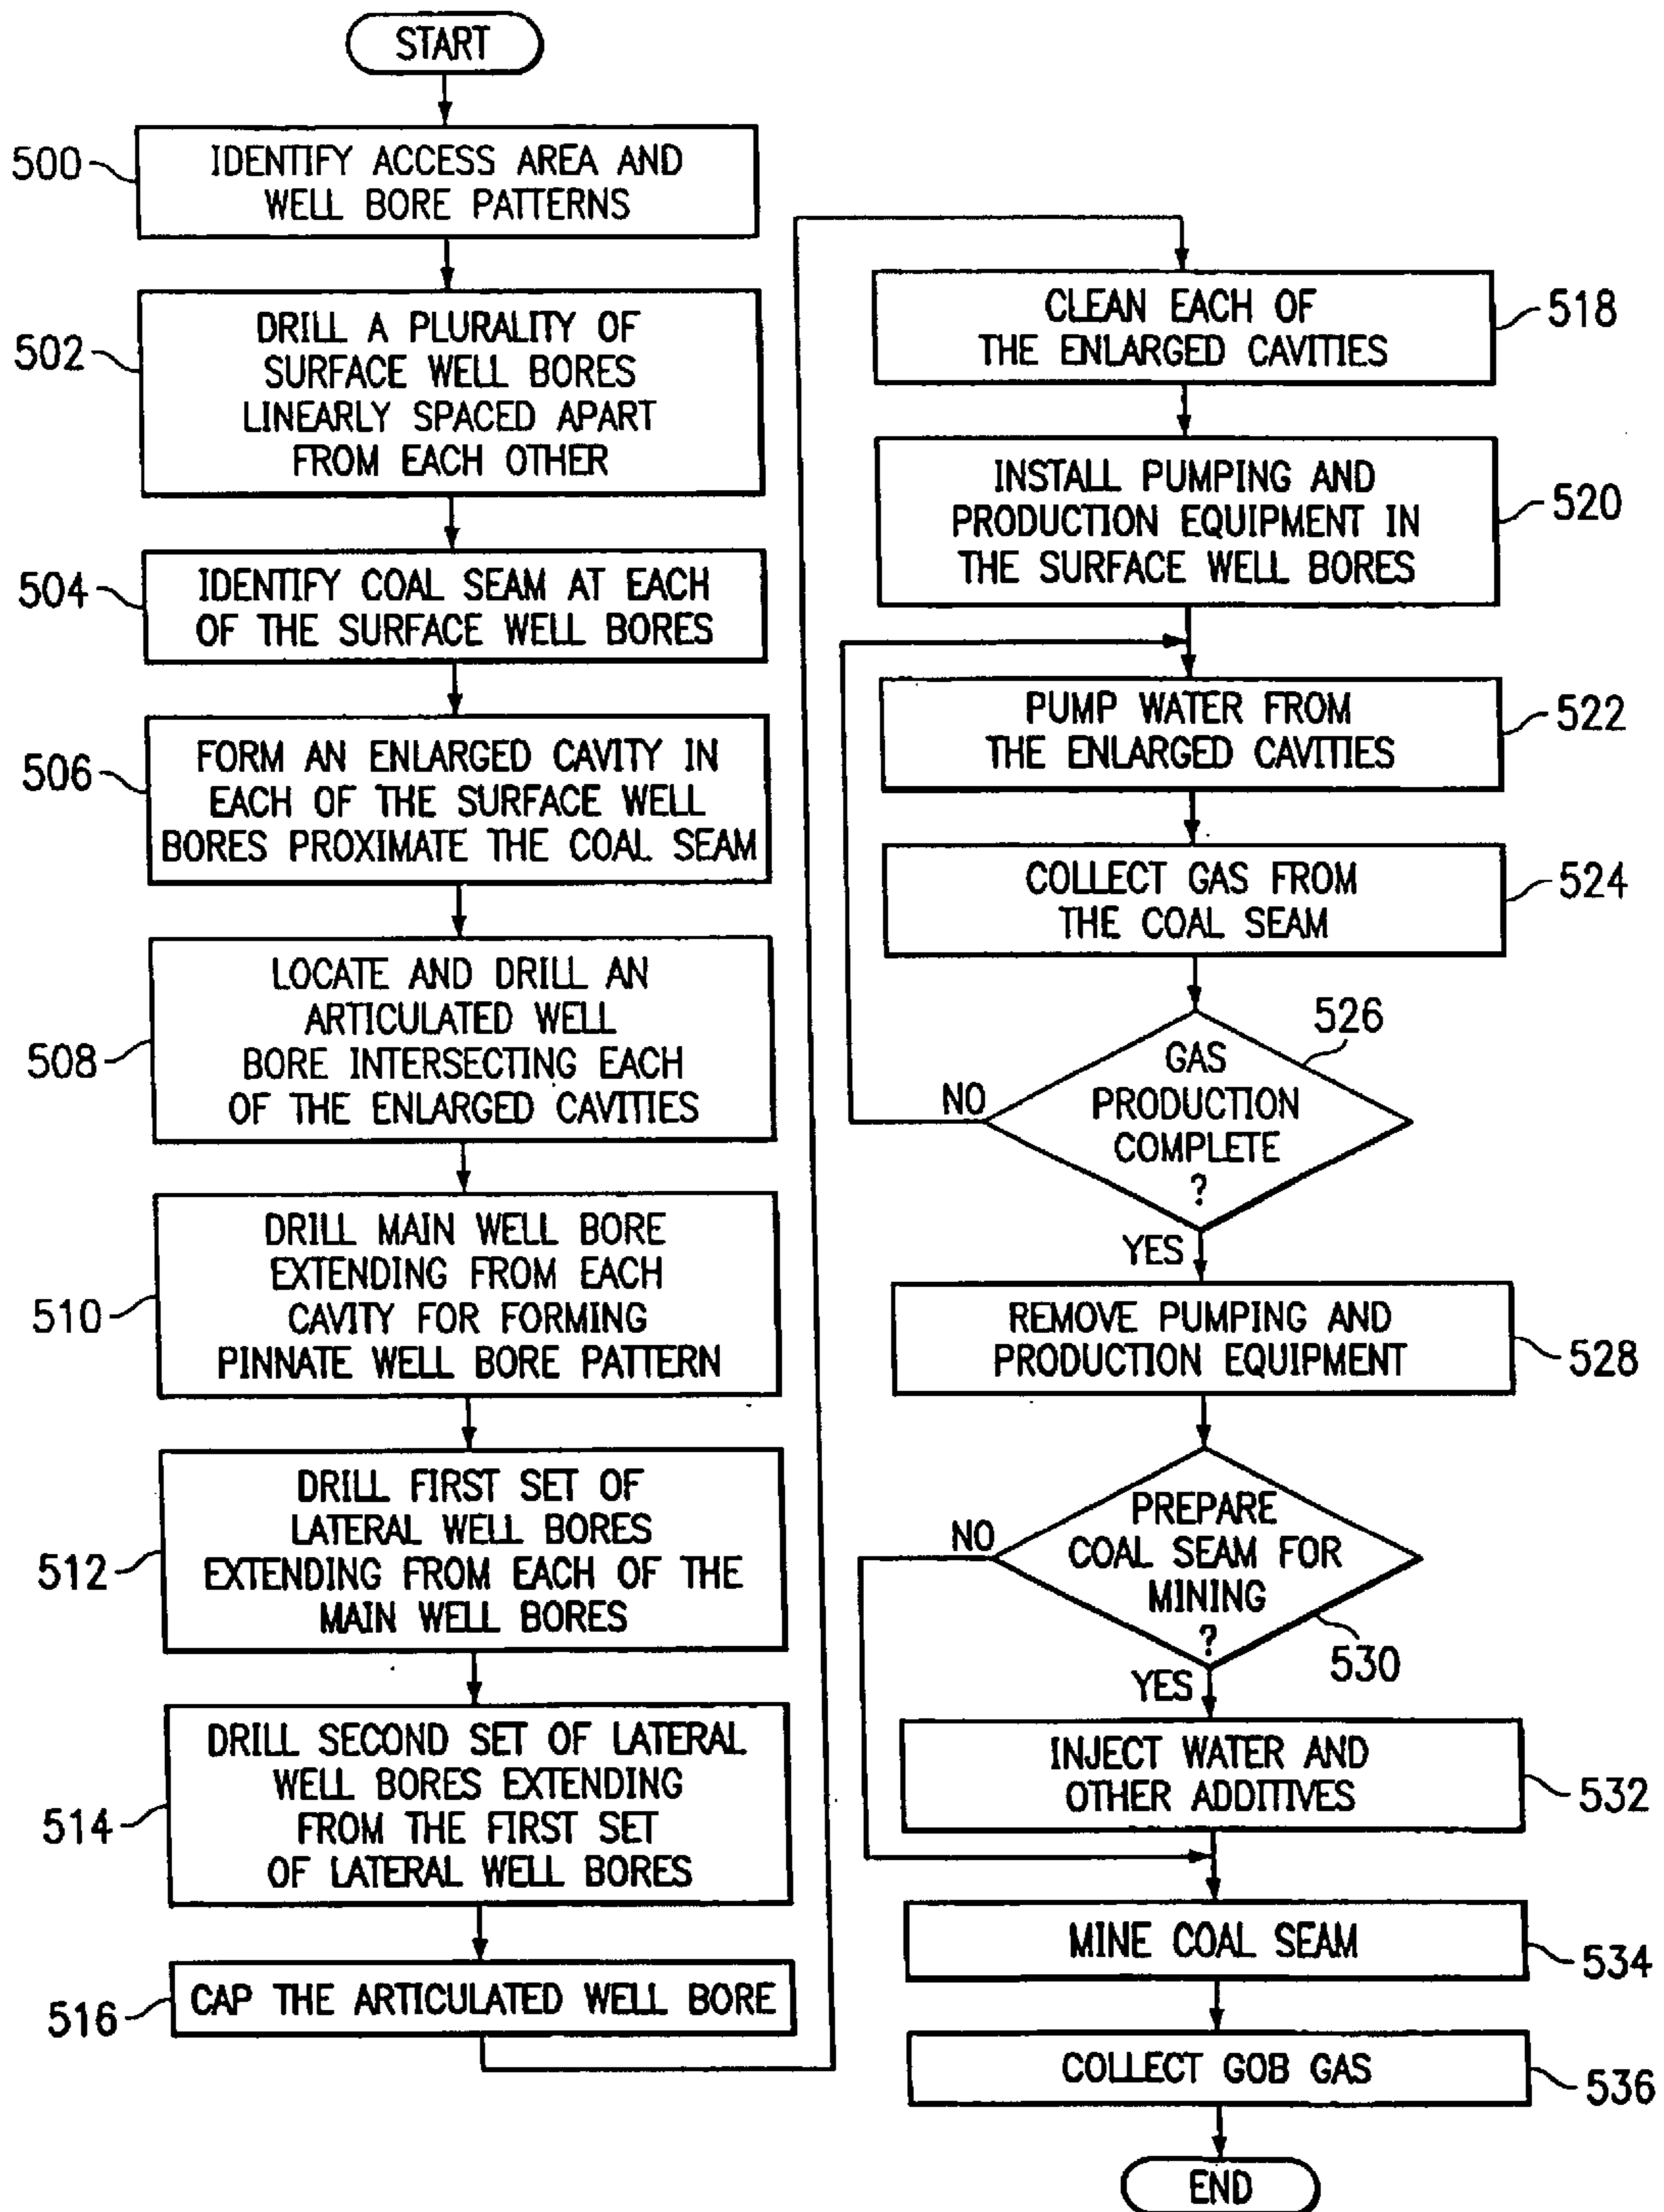 START
500
IDENTIFY ACCESS AREA AND
WELL BORE PATTERNS
502
DRILL A PLURALITY OF
SURFACE WELL BORES
LINEARLY SPACED APART
FROM EACH OTHER
504
IDENTIFY COAL SEAM AT EACH
OF THE SURFACE WELL BORES
506
FORM AN ENLARGED CAVITY IN
EACH OF THE SURFACE WELL
BORES PROXIMATE THE COAL SEAM
508
LOCATE AND DRILL AN
ARTICULATED WELL
BORE INTERSECTING EACH
OF THE ENLARGED CAVITIES
510
DRILL MAIN WELL BORE
EXTENDING FROM EACH
CAVITY FOR FORMING
PINNATE WELL BORE PATTERN
512
DRILL FIRST SET OF
LATERAL WELL BORES
EXTENDING FROM EACH OF THE
MAIN WELL BORES
514
DRILL SECOND SET OF LATERAL
WELL BORES EXTENDING
FROM THE FIRST SET
OF LATERAL WELL BORES
516
CAP THE ARTICULATED WELL BORE
CLEAN EACH OF
THE ENLARGED CAVITIES
518
INSTALL PUMPING AND
PRODUCTION EQUIPMENT IN
THE SURFACE WELL BORES
520
PUMP WATER FROM
THE ENLARGED CAVITIES
522
COLLECT GAS FROM
THE COAL SEAM
524
526
GAS
PRODUCTION
COMPLETE
?
NO
YES
REMOVE PUMPING AND
PRODUCTION EQUIPMENT
528
PREPARE
COAL SEAM FOR
MINING
?
NO
530
YES
INJECT WATER AND
OTHER ADDITIVES
532
MINE COAL SEAM
534
COLLECT GOB GAS
536
END